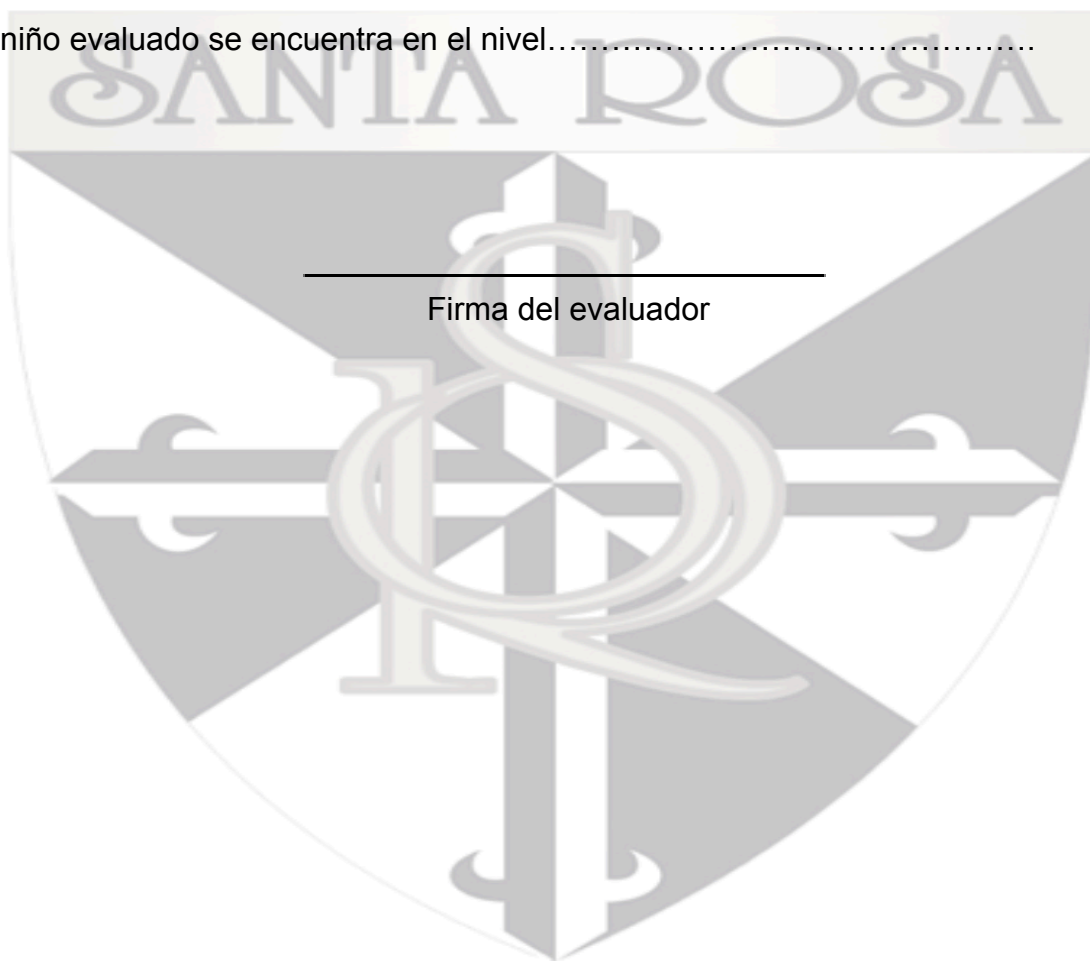 niño evaluado se encuentra en el nivel……………………………………….
SANTA ROSA
Firma del evaluador